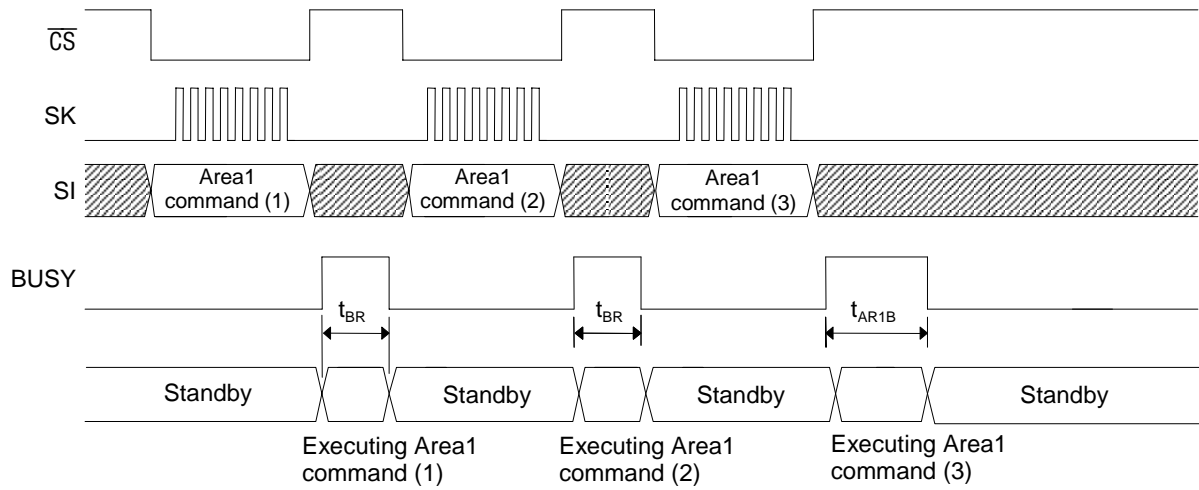 CS
SK
SI
Area1
command (1)
Area1
command (2)
Area1
command (3)
BUSY
tBR
tBR
tAR1B
Standby
Standby
Standby
Standby
Executing Area1
command (1)
Executing Area1
command (2)
Executing Area1
command (3)